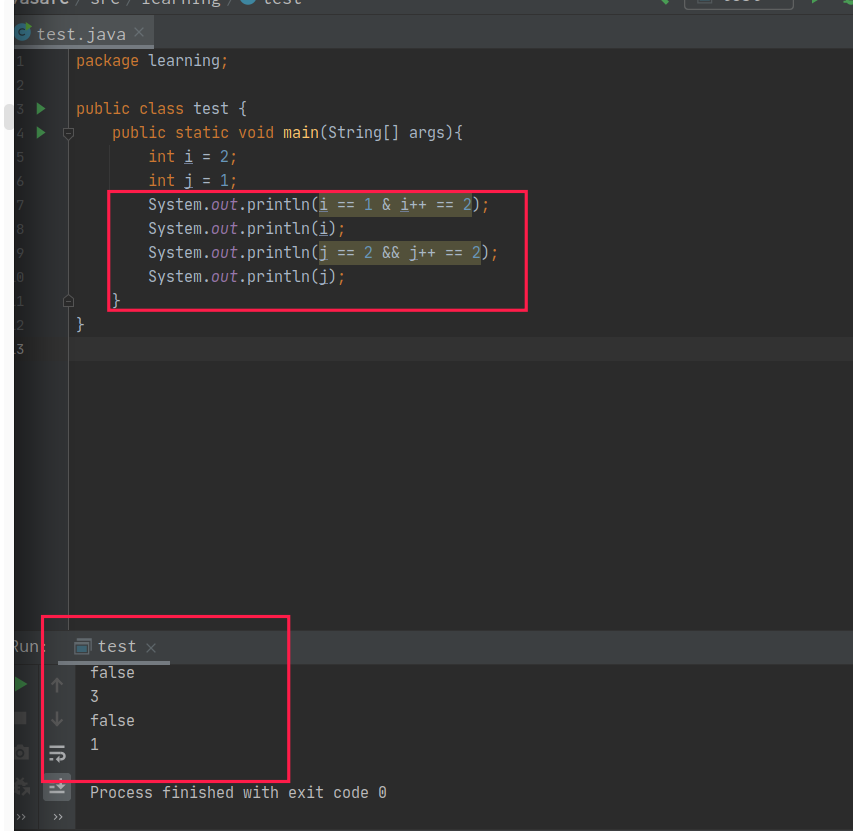 src / learning / test
test.java
1 package learning;
2
3 public class test {
4 public static void main(String[] args){
5 int i = 2;
6 int j = 1;
7 System.out.println(i == 1 & i++ == 2);
8 System.out.println(i);
9 System.out.println(j == 2 && j++ == 2);
0 System.out.println(j);
1 }
2 }
3
Run: test
false
3
false
1
Process finished with exit code 0